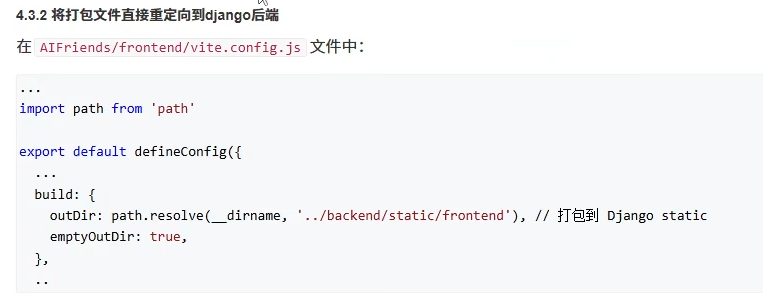 4.3.2 将打包文件直接重定向到django后端
在 AIFriends/frontend/vite.config.js 文件中：
...
import path from 'path'
export default defineConfig({
  ...
  build: {
    outDir: path.resolve(__dirname, '../backend/static/frontend'), // 打包到 Django static
    emptyOutDir: true,
  },
  ..